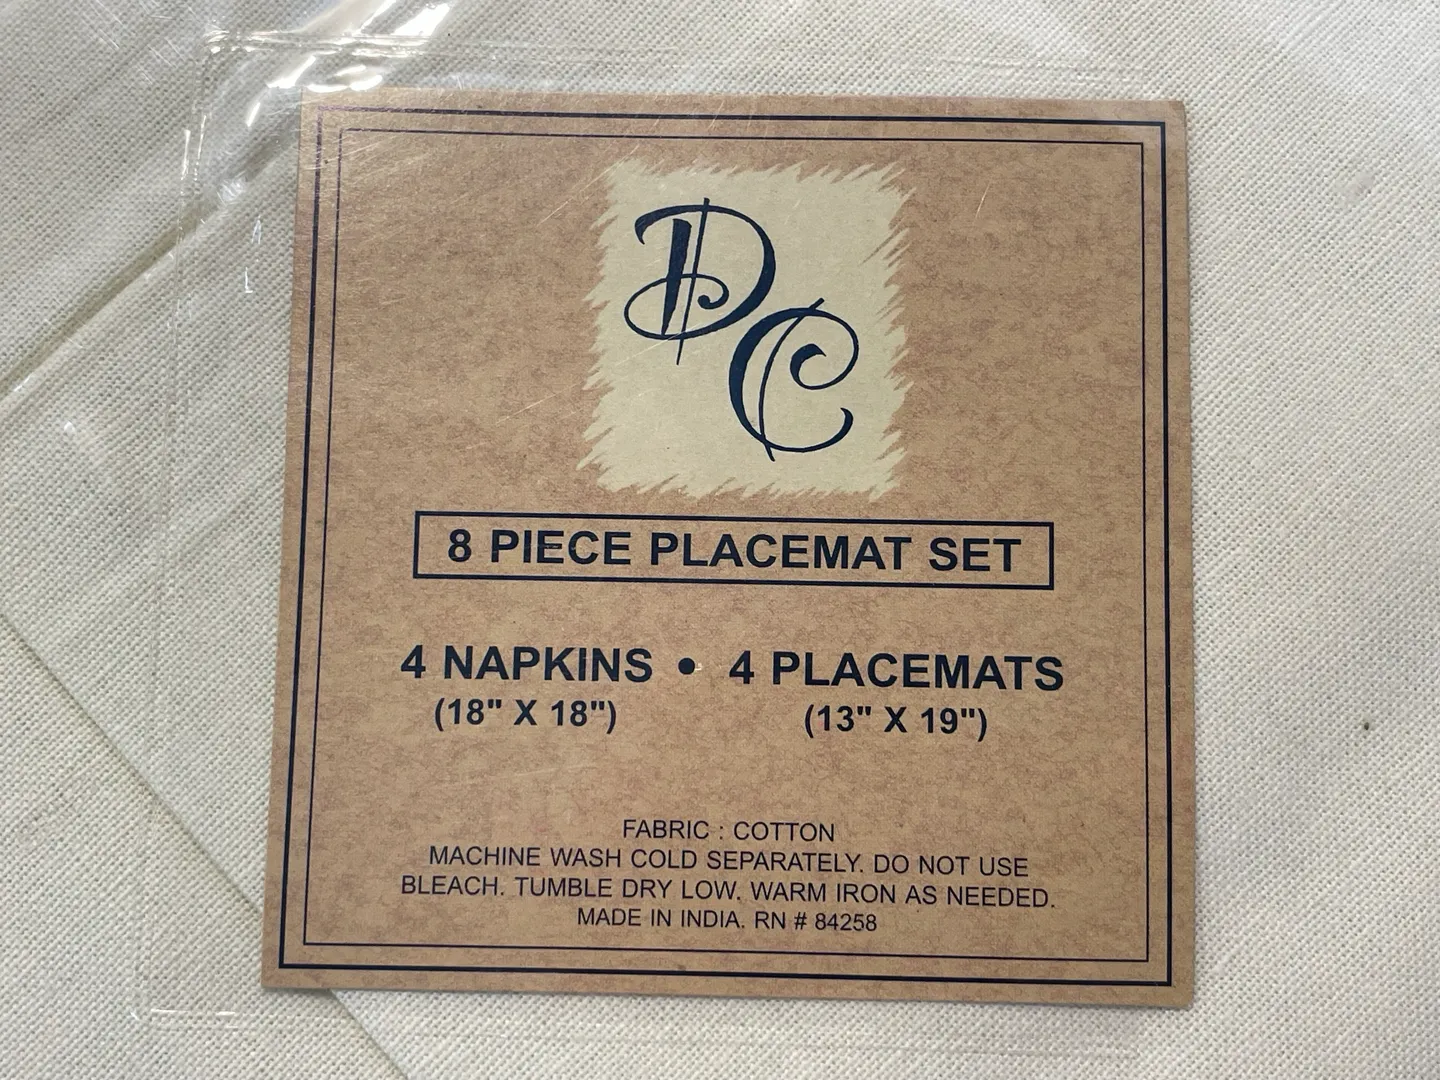 DC
8 PIECE PLACEMAT SET
4 NAPKINS • 4 PLACEMATS
(18" X 18") (13" X 19")
FABRIC : COTTON
MACHINE WASH COLD SEPARATELY. DO NOT USE
BLEACH. TUMBLE DRY LOW. WARM IRON AS NEEDED.
MADE IN INDIA. RN # 84258